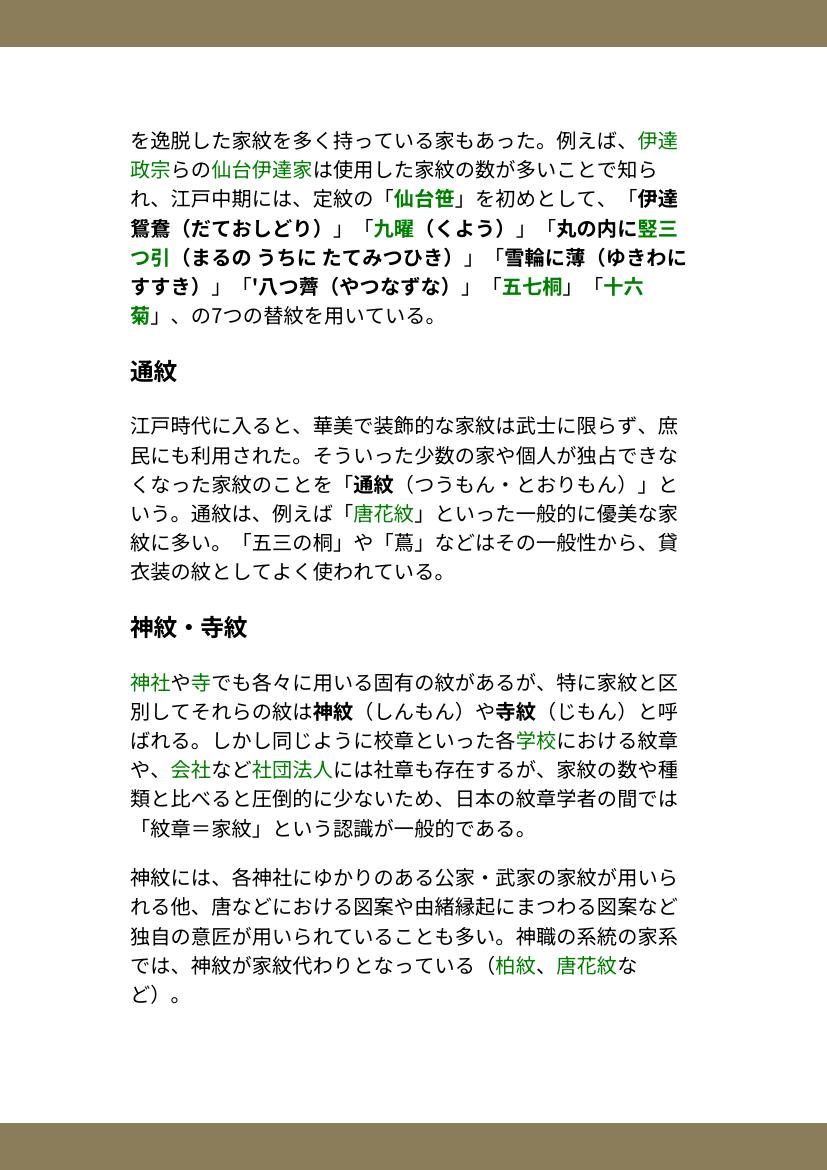 を逸脱した家紋を多く持っている家もあった。例えば、伊達
政宗らの仙台伊達家は使用した家紋の数が多いことで知ら
れ、江戸中期には、定紋の「仙台笹」を初めとして、「伊達
鴛鴦（だておしどり）」「九曜（くよう）」「丸の内に竪三
つ引（まるの うちに たてみつひき）」「雪輪に薄（ゆきわに
すすき）」「'八つ薺（やつなずな）」「五七桐」「十六
菊」、の7つの替紋を用いている。
通紋
江戸時代に入ると、華美で装飾的な家紋は武士に限らず、庶
民にも利用された。そういった少数の家や個人が独占できな
くなった家紋のことを「通紋（つうもん・とおりもん）」と
いう。通紋は、例えば「唐花紋」といった一般的に優美な家
紋に多い。「五三の桐」や「蔦」などはその一般性から、貸
衣装の紋としてよく使われている。
神紋・寺紋
神社や寺でも各々に用いる固有の紋があるが、特に家紋と区
別してそれらの紋は神紋（しんもん）や寺紋（じもん）と呼
ばれる。しかし同じように校章といった各学校における紋章
や、会社など社団法人には社章も存在するが、家紋の数や種
類と比べると圧倒的に少ないため、日本の紋章学者の間では
「紋章＝家紋」という認識が一般的である。
神紋には、各神社にゆかりのある公家・武家の家紋が用いら
れる他、唐などにおける図案や由緒縁起にまつわる図案など
独自の意匠が用いられていることも多い。神職の系統の家系
では、神紋が家紋代わりとなっている（柏紋、唐花紋な
ど）。